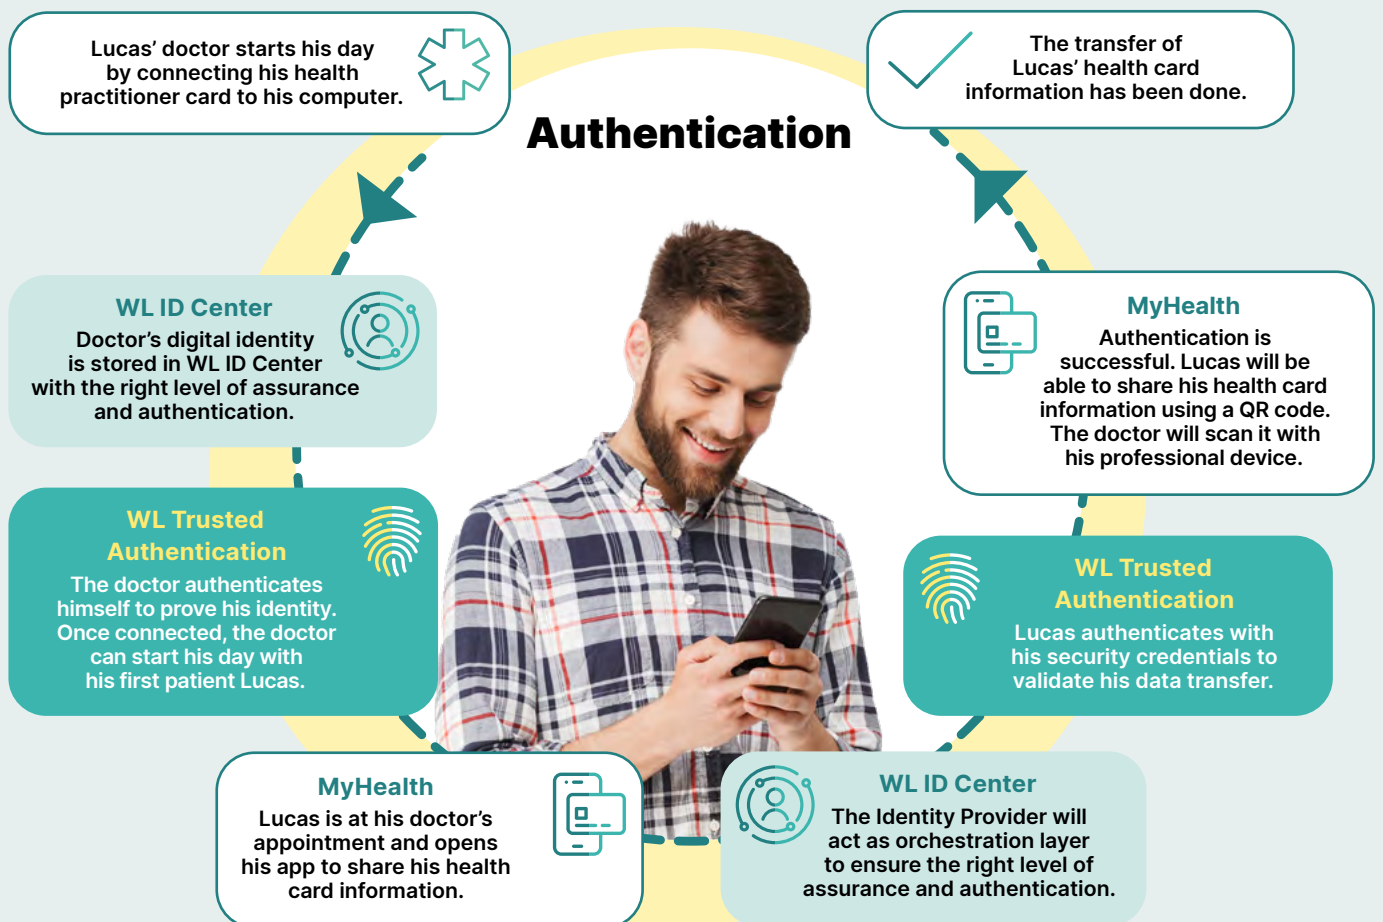 Authentication
Lucas’ doctor starts his day
by connecting his health
practitioner card to his computer.
WL ID Center
Doctor’s digital identity
is stored in WL ID Center
with the right level of assurance
and authentication.
WL Trusted
Authentication
The doctor authenticates
himself to prove his identity.
Once connected, the doctor
can start his day with
his first patient Lucas.
MyHealth
Lucas is at his doctor’s
appointment and opens
his app to share his health
card information.
WL ID Center
The Identity Provider will
act as orchestration layer
to ensure the right level of
assurance and authentication.
WL Trusted
Authentication
Lucas authenticates with
his security credentials to
validate his data transfer.
MyHealth
Authentication is
successful. Lucas will be
able to share his health card
information using a QR code.
The doctor will scan it with
his professional device.
The transfer of
Lucas’ health card
information has been done.